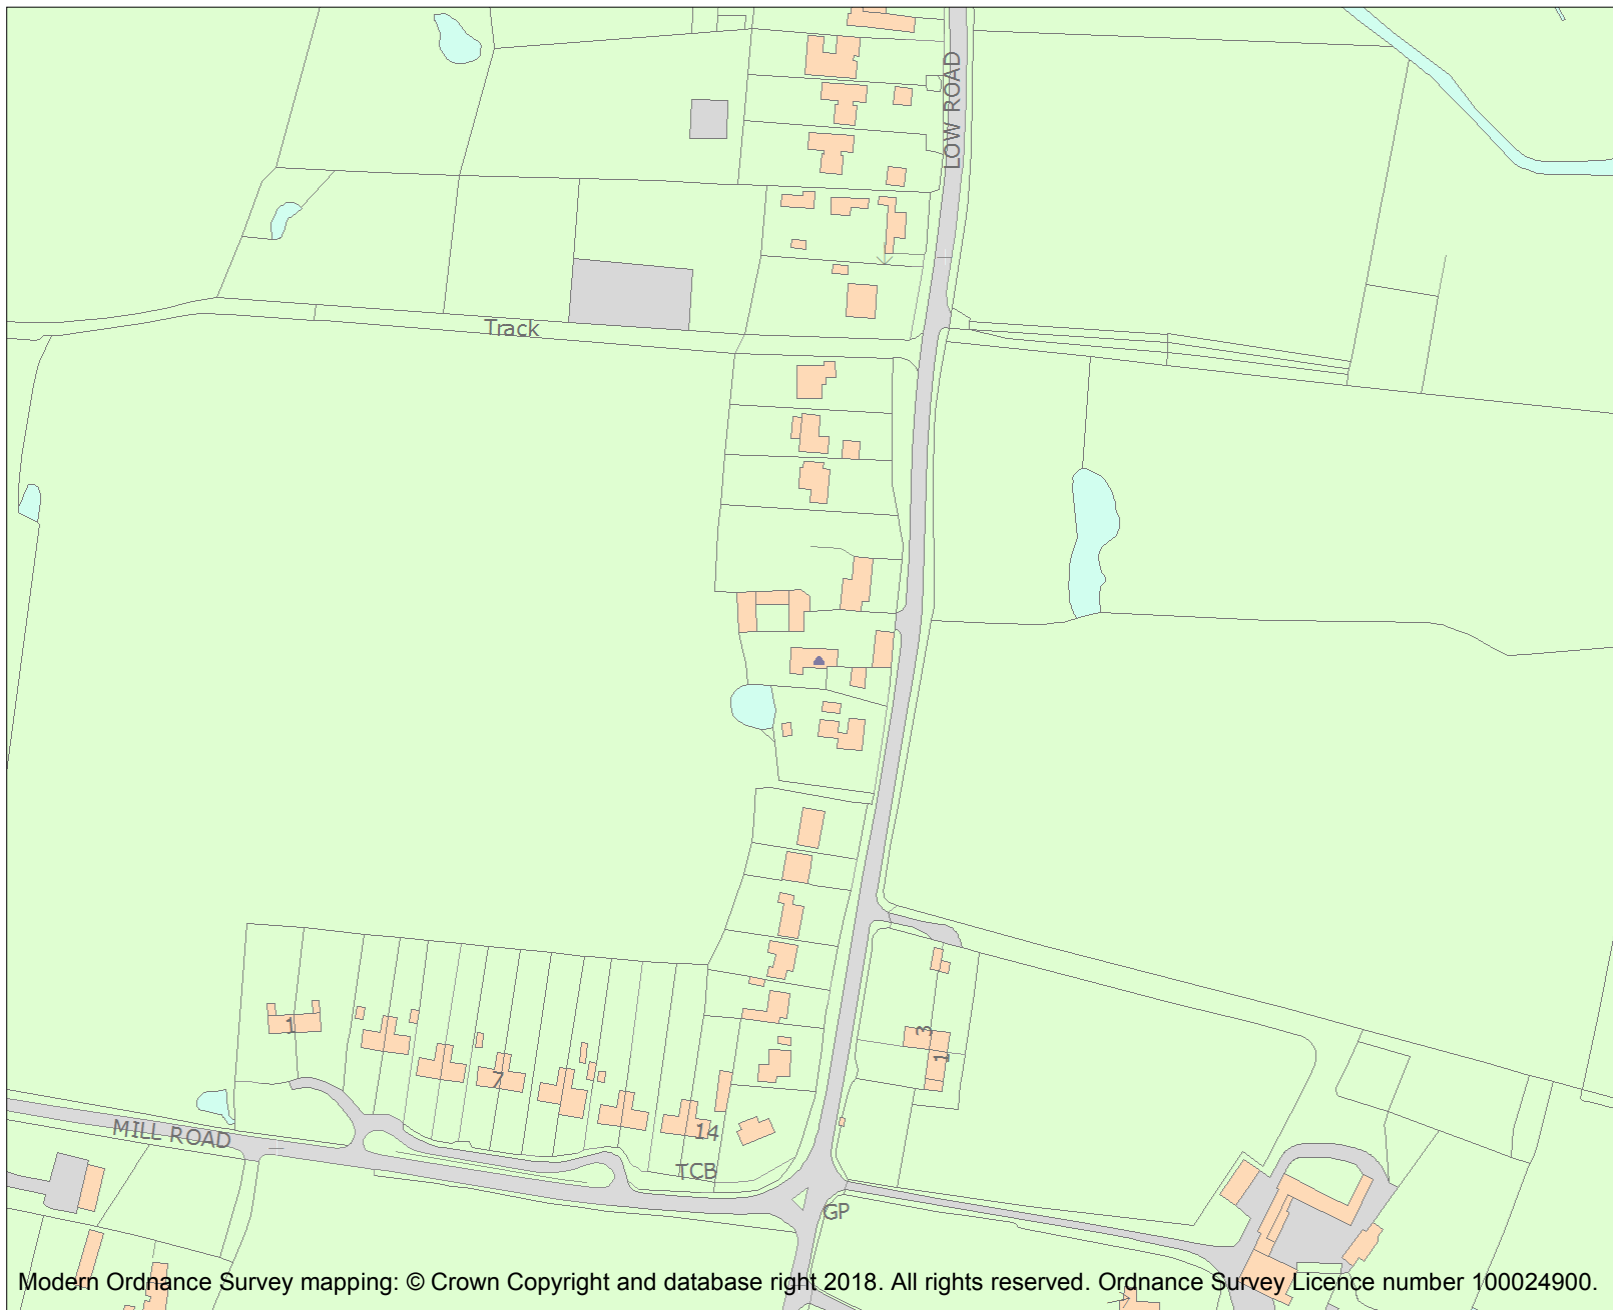 LOW ROAD
Track
1
7
3
1
14
MILL ROAD
TCB
GP
Modern Ordnance Survey mapping: © Crown Copyright and database right 2018. All rights reserved. Ordnance Survey Licence number 100024900.